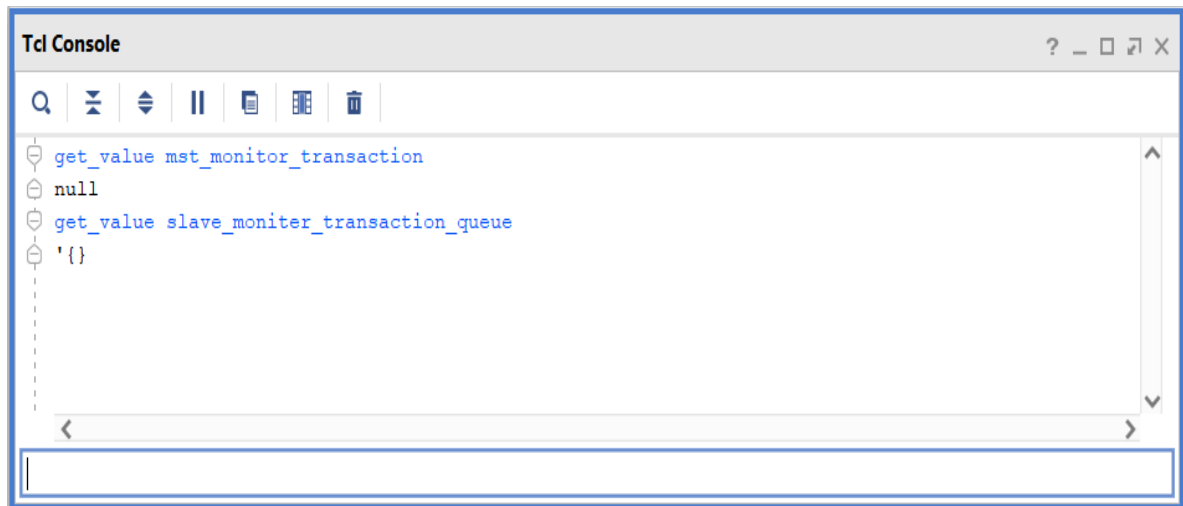 Tcl Console
get_value mst_monitor_transaction
null
get_value slave_moniter_transaction_queue
'{}